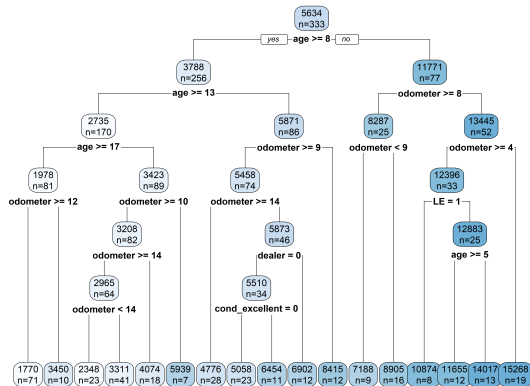 5634
n=333
yes age >= 8 no
3788
n=256
11771
n=77
age >= 13
odometer >= 8
2735
n=170
5871
n=86
8287
n=25
13445
n=52
age >= 17
odometer >= 9
odometer < 9
odometer >= 4
1978
n=81
3423
n=89
5458
n=74
12396
n=33
odometer >= 12
odometer >= 10
odometer >= 14
LE = 1
3208
n=82
5873
n=46
12883
n=25
odometer >= 14
dealer = 0
age >= 5
2965
n=64
5510
n=34
odometer < 14
cond_excellent = 0
1770
n=71
3450
n=10
2348
n=23
3311
n=41
4074
n=18
5939
n=7
4776
n=28
5058
n=23
6454
n=11
6902
n=12
8415
n=12
7188
n=9
8905
n=16
10874
n=8
11655
n=12
14017
n=13
15263
n=19